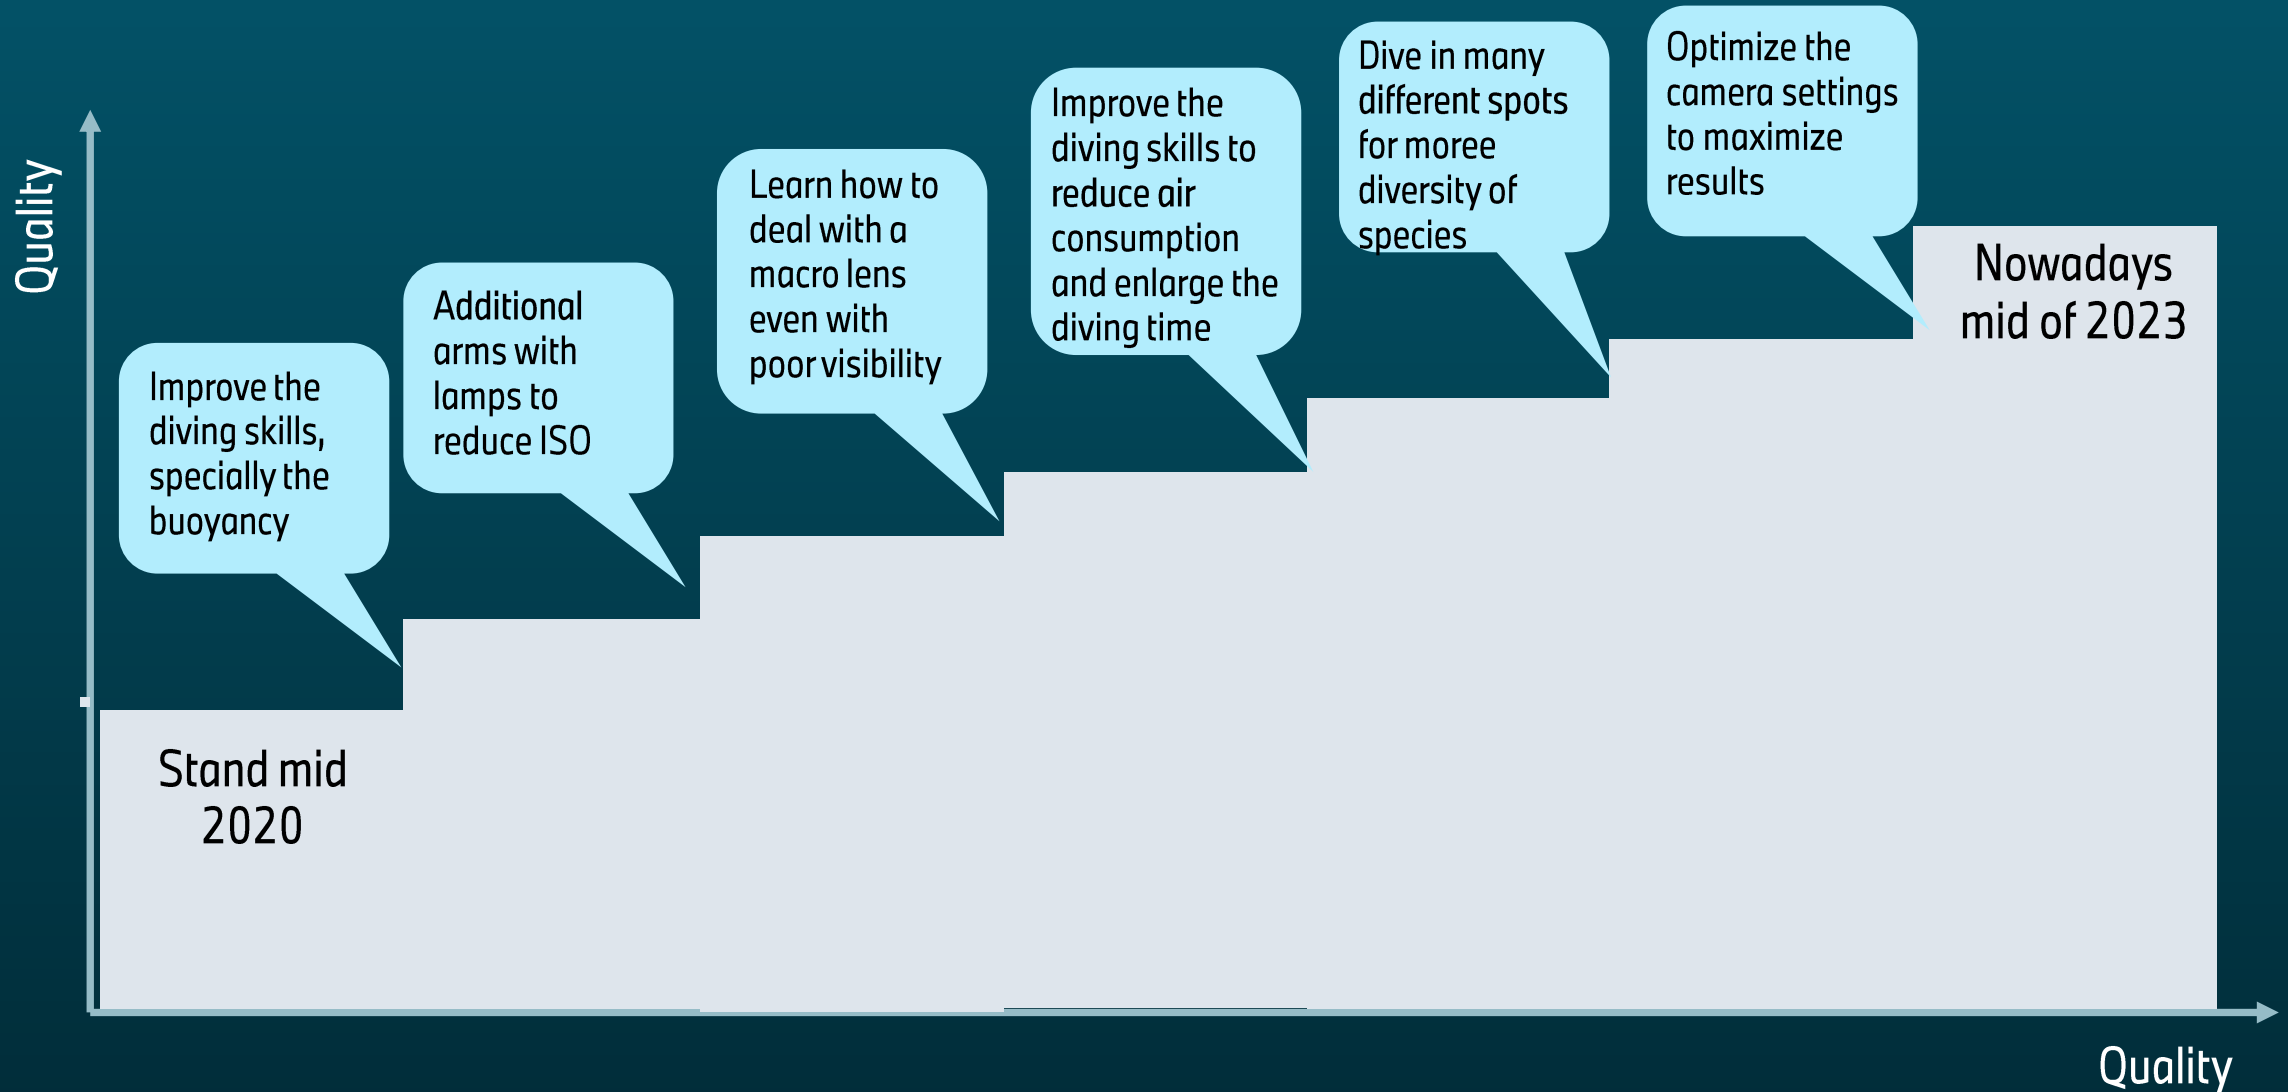 Quality
Improve the
diving skills,
specially the
buoyancy
Additional
arms with
lamps to
reduce ISO
Learn how to
deal with a
macro lens
even with
poor visibility
Improve the
diving skills to
reduce air
consumption
and enlarge the
diving time
Dive in many
different spots
for moree
diversity of
species
Optimize the
camera settings
to maximize
results
Nowadays
mid of 2023
Stand mid
2020
Quality